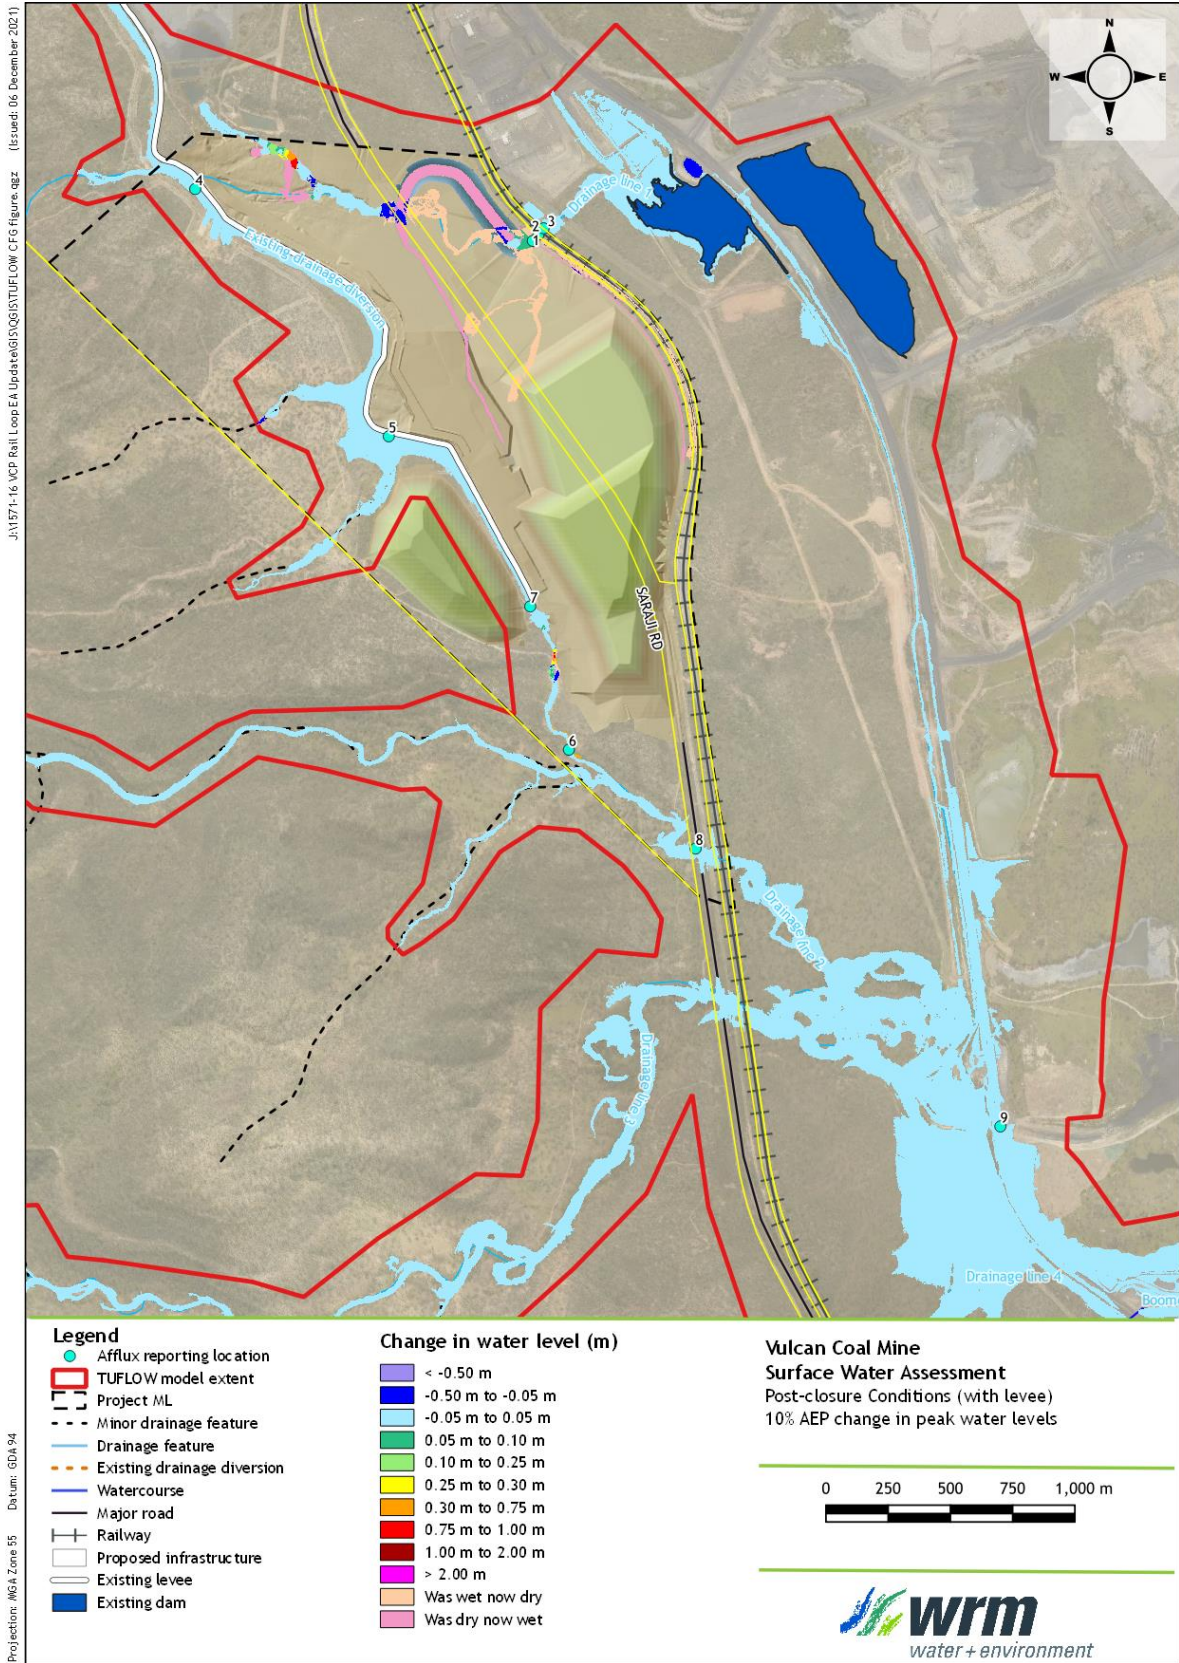 J:\1571-16 VCP Rail Loop EA Update\GIS\QGIS\TUFLOW CFG figure.qgz (Issued: 06 December 2021)
N
W E
S
4
Drainage line 1
3
2
1
Existing drainage diversion
5
7
SARAJI RD
6
8
Drainage line 2
Drainage line 3
9
Drainage line 4
Boome
Projection: MGA Zone 55 Datum: GDA 94
Legend
Afflux reporting location
TUFLOW model extent
Project ML
Minor drainage feature
Drainage feature
Existing drainage diversion
Watercourse
Major road
Railway
Proposed infrastructure
Existing levee
Existing dam
Change in water level (m)
< -0.50 m
-0.50 m to -0.05 m
-0.05 m to 0.05 m
0.05 m to 0.10 m
0.10 m to 0.25 m
0.25 m to 0.30 m
0.30 m to 0.75 m
0.75 m to 1.00 m
1.00 m to 2.00 m
> 2.00 m
Was wet now dry
Was dry now wet
Vulcan Coal Mine
Surface Water Assessment
Post-closure Conditions (with levee)
10% AEP change in peak water levels
0 250 500 750 1,000 m
wrm
water + environment